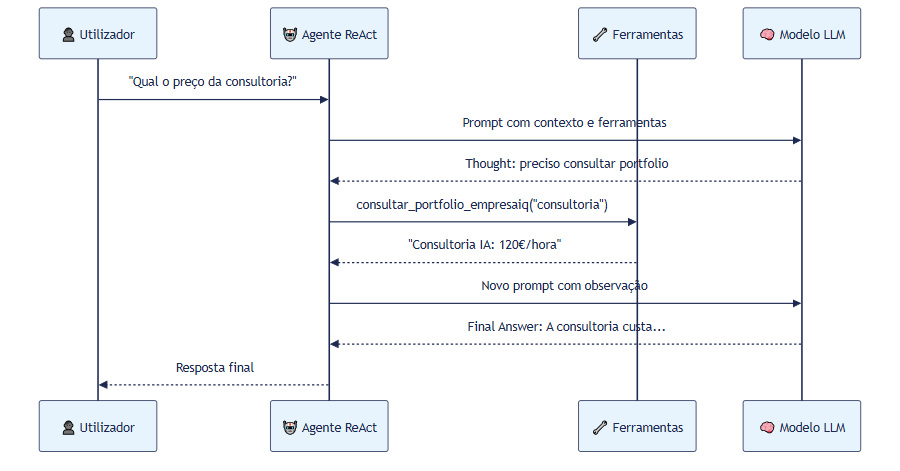 Utilizador
Agente ReAct
Ferramentas
Modelo LLM
"Qual o preço da consultoria?"
Prompt com contexto e ferramentas
Thought: preciso consultar portfolio
consultar_portfolio_empresaiq("consultoria")
"Consultoria IA: 120€/hora"
Novo prompt com observação
Final Answer: A consultoria custa...
Resposta final
Utilizador
Agente ReAct
Ferramentas
Modelo LLM